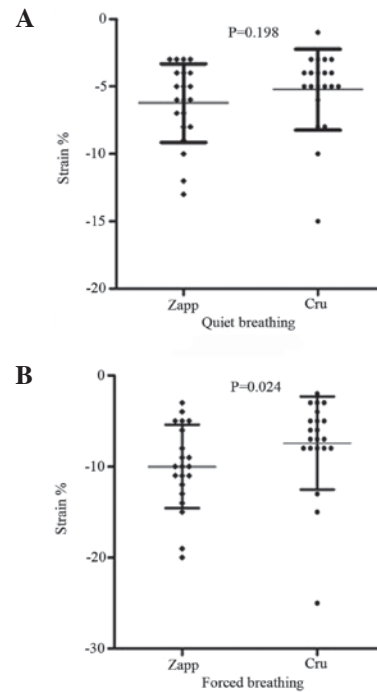 A
P=0.198
0
-5
-10
-15
-20
Strain %
Zapp
Cru
Quiet breathing
B
P=0.024
0
-10
-20
-30
Strain %
Zapp
Cru
Forced breathing